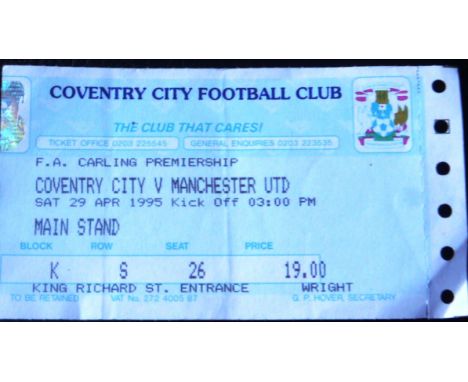 COVENTRY CITY FOOTBALL CLUB
THE CLUB THAT CARES!
TICKET OFFICE 0203 225545 GENERAL ENQUIRIES 0203 223535
F.A. CARLING PREMIERSHIP
COVENTRY CITY V MANCHESTER UTD
SAT 29 APR 1995 Kick Off 03:00 PM
MAIN STAND
BLOCK ROW SEAT PRICE
K S 26 19.00
KING RICHARD ST. ENTRANCE WRIGHT
TO BE RETAINED VAT No. 272 4005 87 G. P. HOVER, SECRETARY